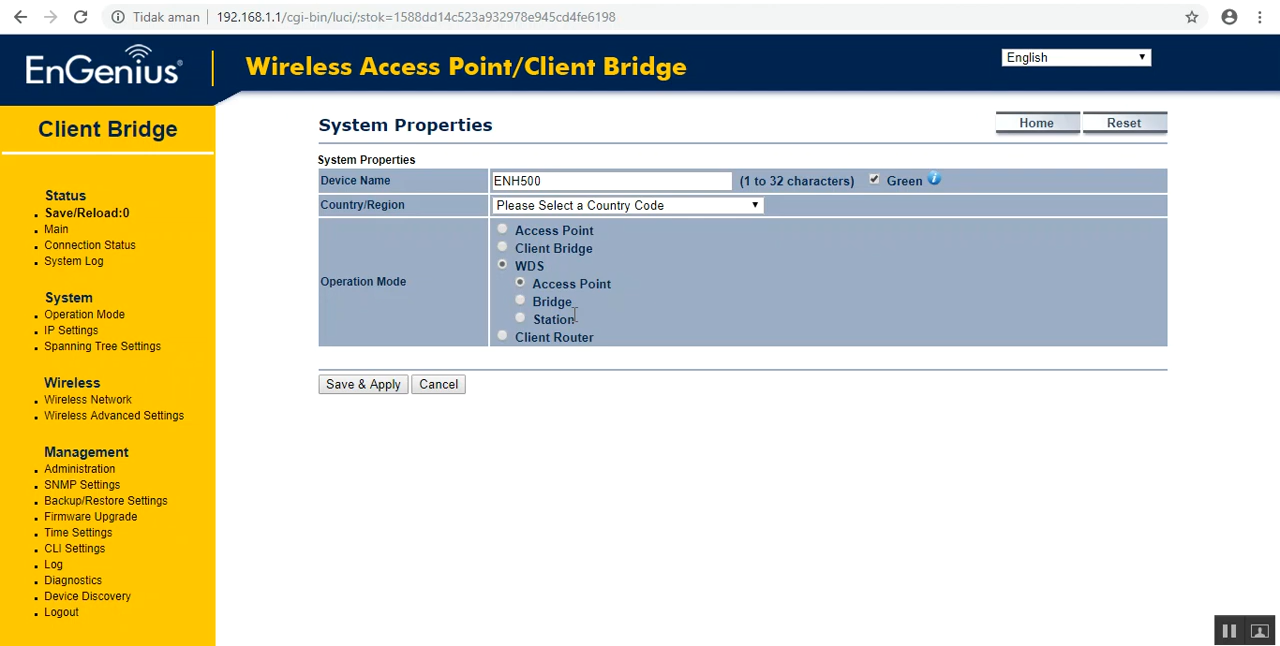 Tidak aman 192.168.1.1/cgi-bin/luci/;stok=1588dd14c523a932978e945cd4fe6198
EnGenius®
Wireless Access Point/Client Bridge
English
Client Bridge
Status
Save/Reload:0
Main
Connection Status
System Log
System
Operation Mode
IP Settings
Spanning Tree Settings
Wireless
Wireless Network
Wireless Advanced Settings
Management
Administration
SNMP Settings
Backup/Restore Settings
Firmware Upgrade
Time Settings
CLI Settings
Log
Diagnostics
Device Discovery
Logout
System Properties
Home
Reset
System Properties
Device Name ENH500 (1 to 32 characters) Green
Country/Region Please Select a Country Code
Operation Mode
Access Point
Client Bridge
WDS
Access Point
Bridge
Station
Client Router
Save & Apply Cancel